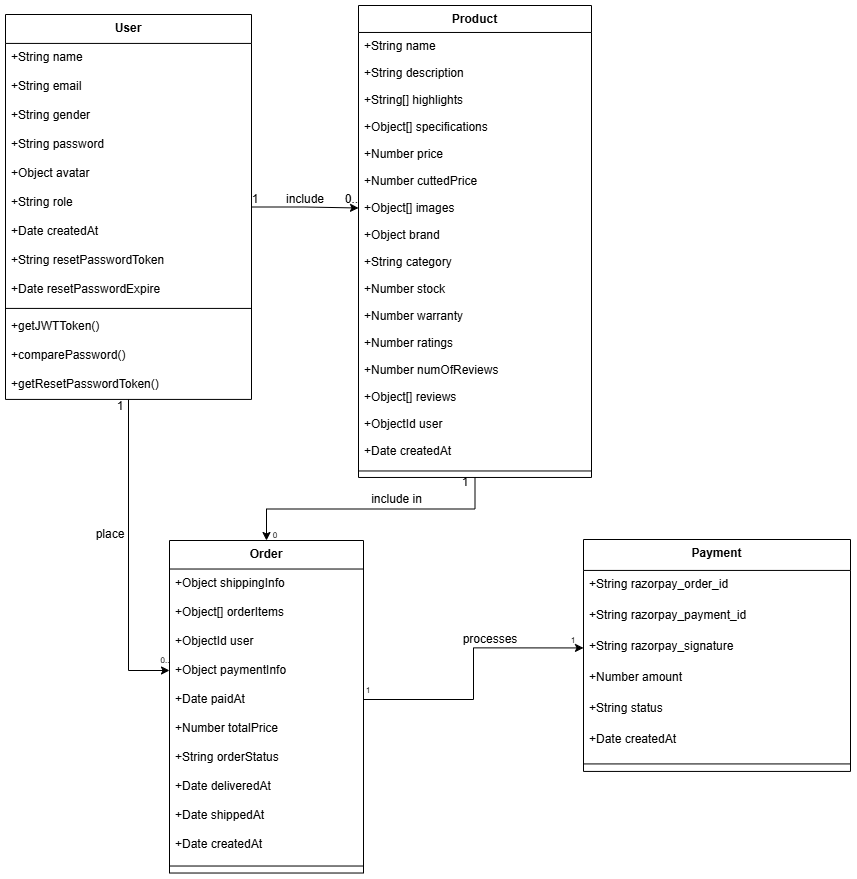 User
+String name
+String email
+String gender
+String password
+Object avatar
+String role
+Date createdAt
+String resetPasswordToken
+Date resetPasswordExpire
+getJWTToken()
+comparePassword()
+getResetPasswordToken()
1
include
0..
Product
+String name
+String description
+String[] highlights
+Object[] specifications
+Number price
+Number cuttedPrice
+Object[] images
+Object brand
+String category
+Number stock
+Number warranty
+Number ratings
+Number numOfReviews
+Object[] reviews
+ObjectId user
+Date createdAt
1
include in
0
1
place
0..
Order
+Object shippingInfo
+Object[] orderItems
+ObjectId user
+Object paymentInfo
+Date paidAt
+Number totalPrice
+String orderStatus
+Date deliveredAt
+Date shippedAt
+Date createdAt
1
processes
1
Payment
+String razorpay_order_id
+String razorpay_payment_id
+String razorpay_signature
+Number amount
+String status
+Date createdAt